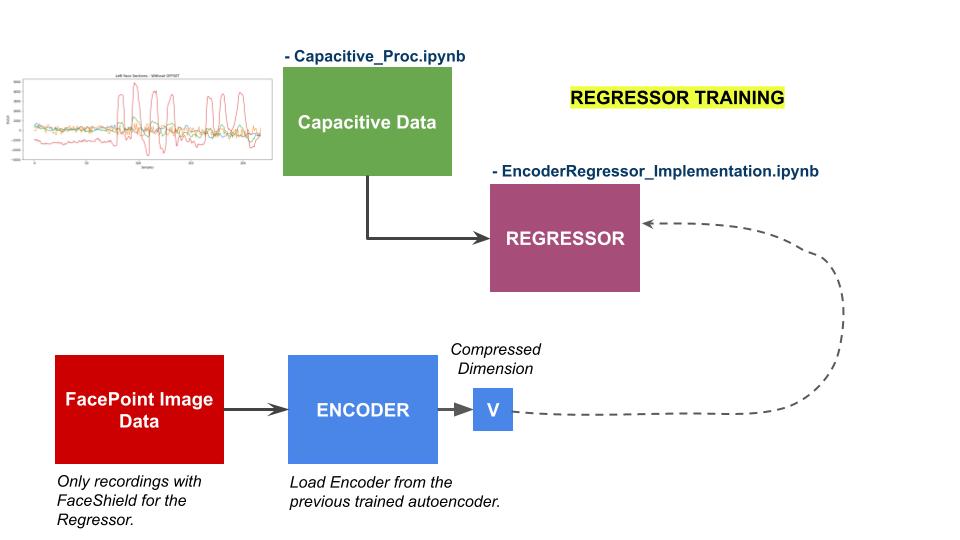 - Capacitive_Proc.ipynb
Left Face Sections - Without OFFSET
Capacitive Data
REGRESSOR TRAINING
- EncoderRegressor_Implementation.ipynb
REGRESSOR
Compressed
Dimension
FacePoint Image
Data
ENCODER
V
Only recordings with
FaceShield for the
Regressor.
Load Encoder from the
previous trained autoencoder.